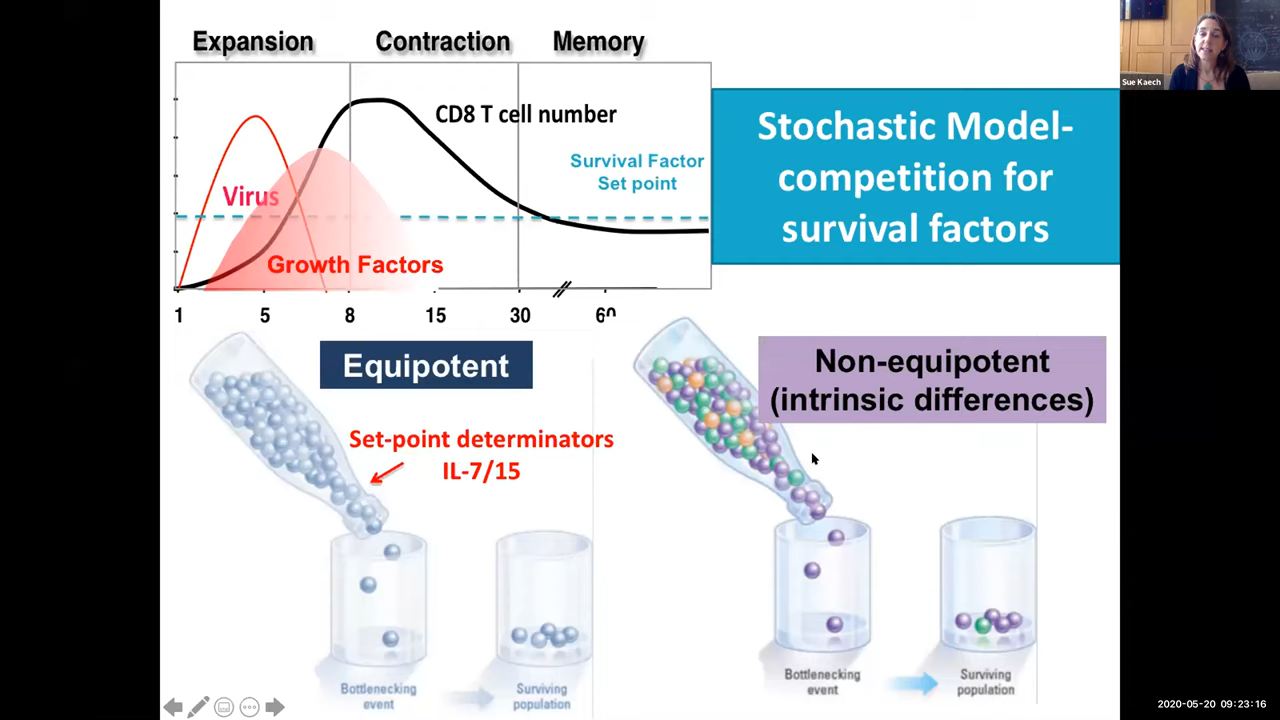 Expansion
Contraction
Memory
CD8 T cell number
Survival Factor
Set point
Virus
Growth Factors
1 5 8 15 30 60
Stochastic Model-
competition for
survival factors
Sue Kaech
Equipotent
Set-point determinators
IL-7/15
Bottlenecking
event
Surviving
population
Non-equipotent
(intrinsic differences)
Bottlenecking
event
Surviving
population
2020-05-20 09:23:16